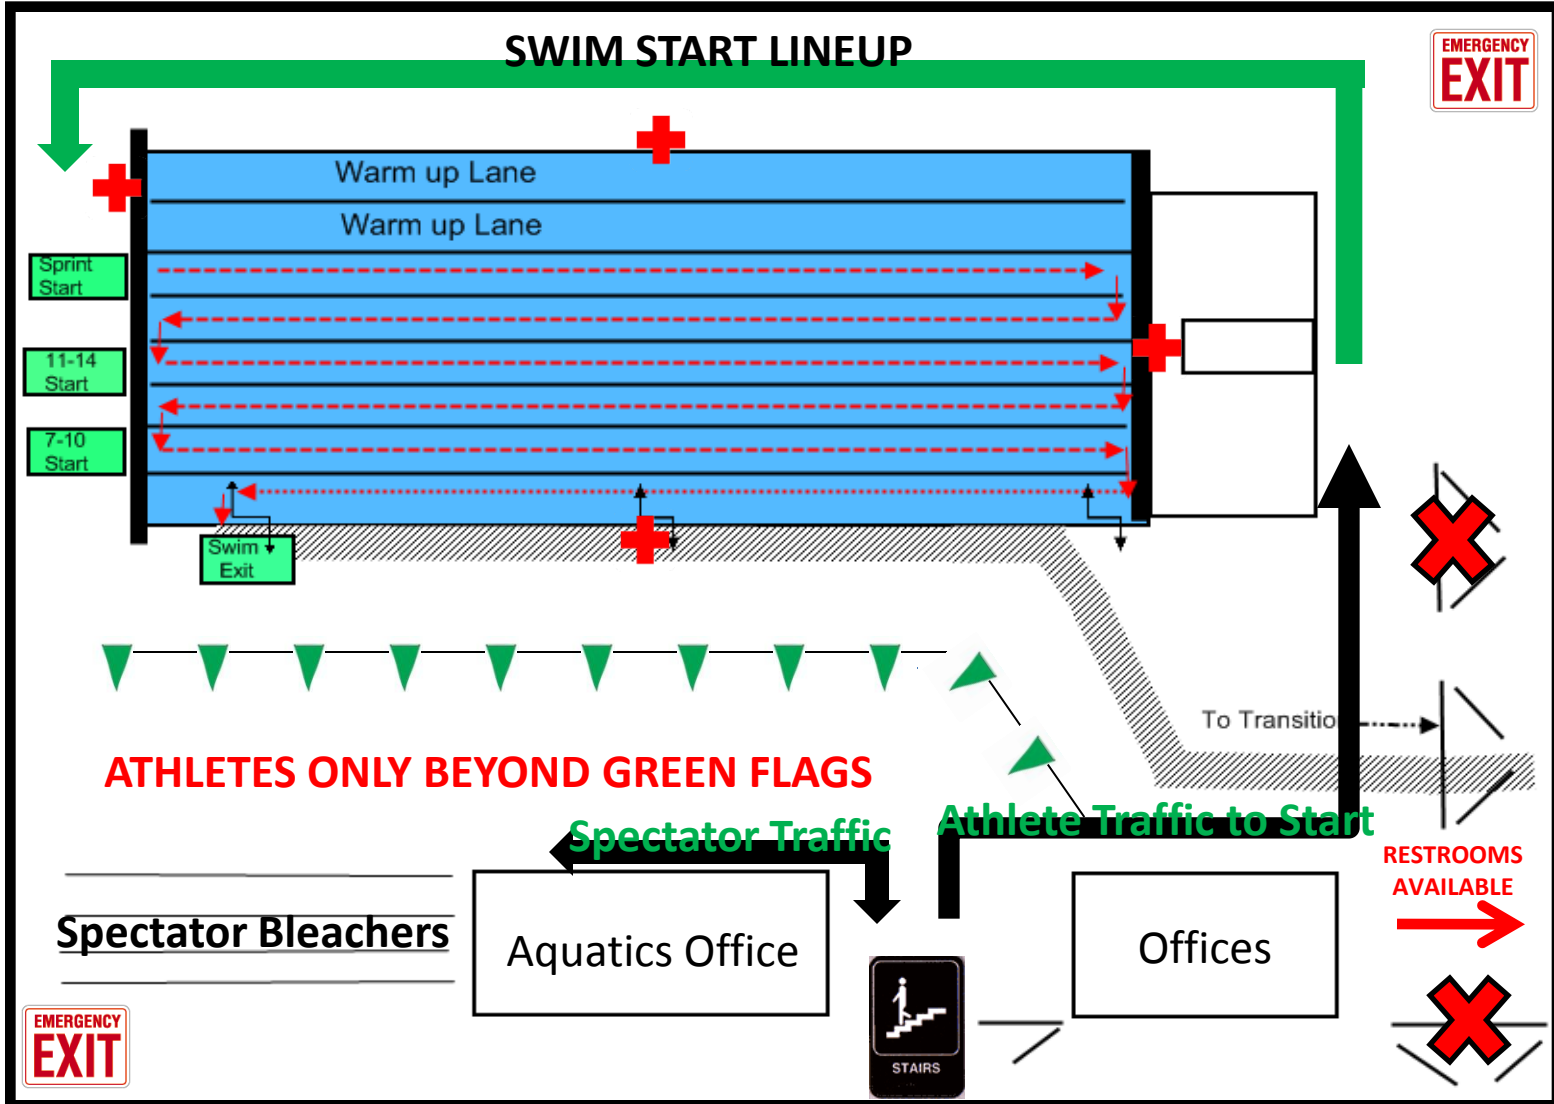 SWIM START LINEUP
EMERGENCY
EXIT
Warm up Lane
Warm up Lane
Sprint
Start
11-14
Start
7-10
Start
Swim
Exit
To Transitio
ATHLETES ONLY BEYOND GREEN FLAGS
Spectator Traffic
Athlete Traffic to Start
RESTROOMS
AVAILABLE
Spectator Bleachers
Aquatics Office
Offices
EMERGENCY
EXIT
STAIRS